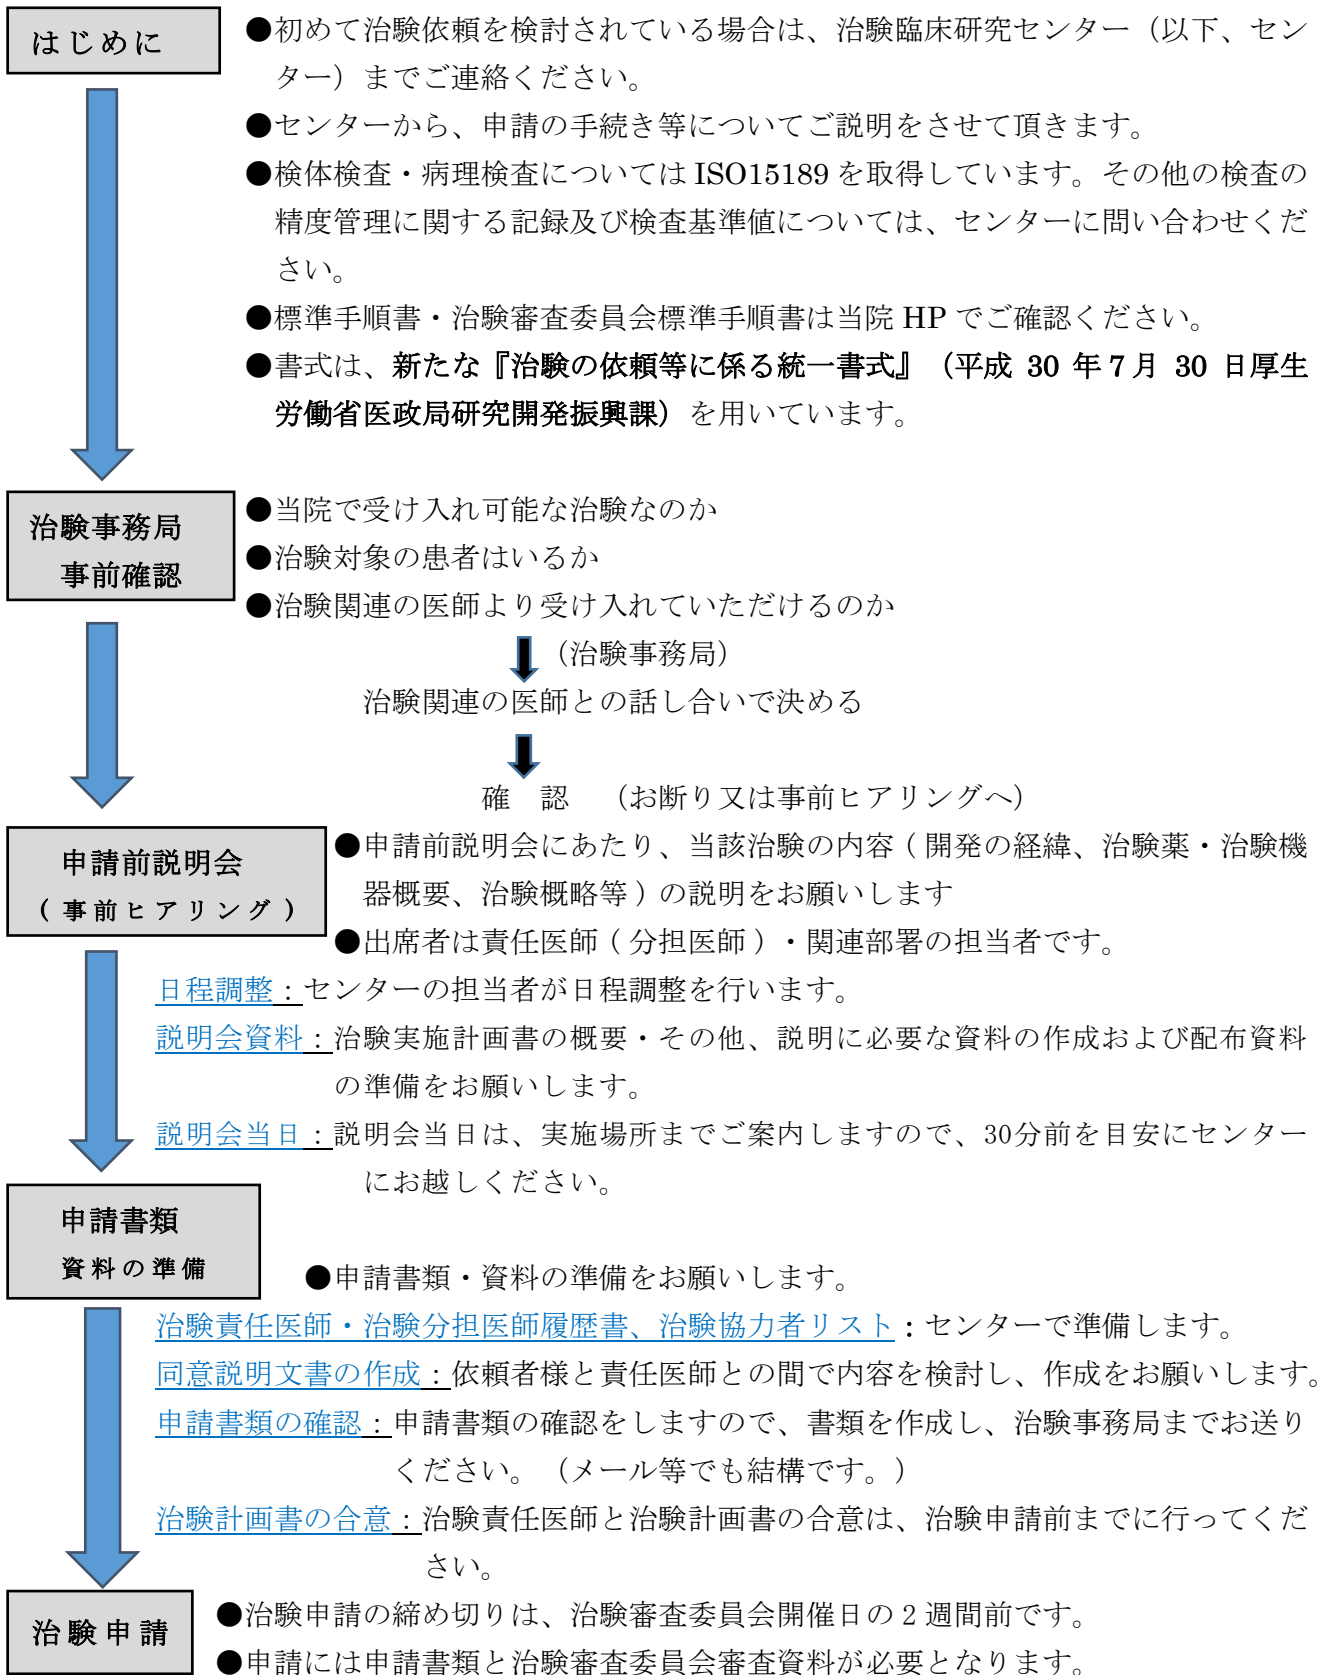 はじめに
●初めて治験依頼を検討されている場合は、治験臨床研究センター（以下、セン
ター）までご連絡ください。
●センターから、申請の手続き等についてご説明をさせて頂きます。
●検体検査・病理検査についてはISO15189を取得しています。その他の検査の
精度管理に関する記録及び検査基準値については、センターに問い合わせくだ
さい。
●標準手順書・治験審査委員会標準手順書は当院HPでご確認ください。
●書式は、新たな『治験の依頼等に係る統一書式』（平成 30 年７月 30 日厚生
労働省医政局研究開発振興課）を用いています。
治験事務局
事前確認
●当院で受け入れ可能な治験なのか
●治験対象の患者はいるか
●治験関連の医師より受け入れていただけるのか
（治験事務局）
治験関連の医師との話し合いで決める
確　認　（お断り又は事前ヒアリングへ）
申請前説明会
(事前ヒアリング)
●申請前説明会にあたり、当該治験の内容(開発の経緯、治験薬・治験機
器概要、治験概略等)の説明をお願いします
●出席者は責任医師(分担医師)・関連部署の担当者です。
日程調整：センターの担当者が日程調整を行います。
説明会資料：治験実施計画書の概要・その他、説明に必要な資料の作成および配布資料
の準備をお願いします。
説明会当日：説明会当日は、実施場所までご案内しますので、30分前を目安にセンター
にお越しください。
申請書類
資料の準備
●申請書類・資料の準備をお願いします。
治験責任医師・治験分担医師履歴書、治験協力者リスト：センターで準備します。
同意説明文書の作成：依頼者様と責任医師との間で内容を検討し、作成をお願いします。
申請書類の確認：申請書類の確認をしますので、書類を作成し、治験事務局までお送り
ください。（メール等でも結構です。）
治験計画書の合意：治験責任医師と治験計画書の合意は、治験申請前までに行ってくだ
さい。
治験申請
●治験申請の締め切りは、治験審査委員会開催日の２週間前です。
●申請には申請書類と治験審査委員会審査資料が必要となります。